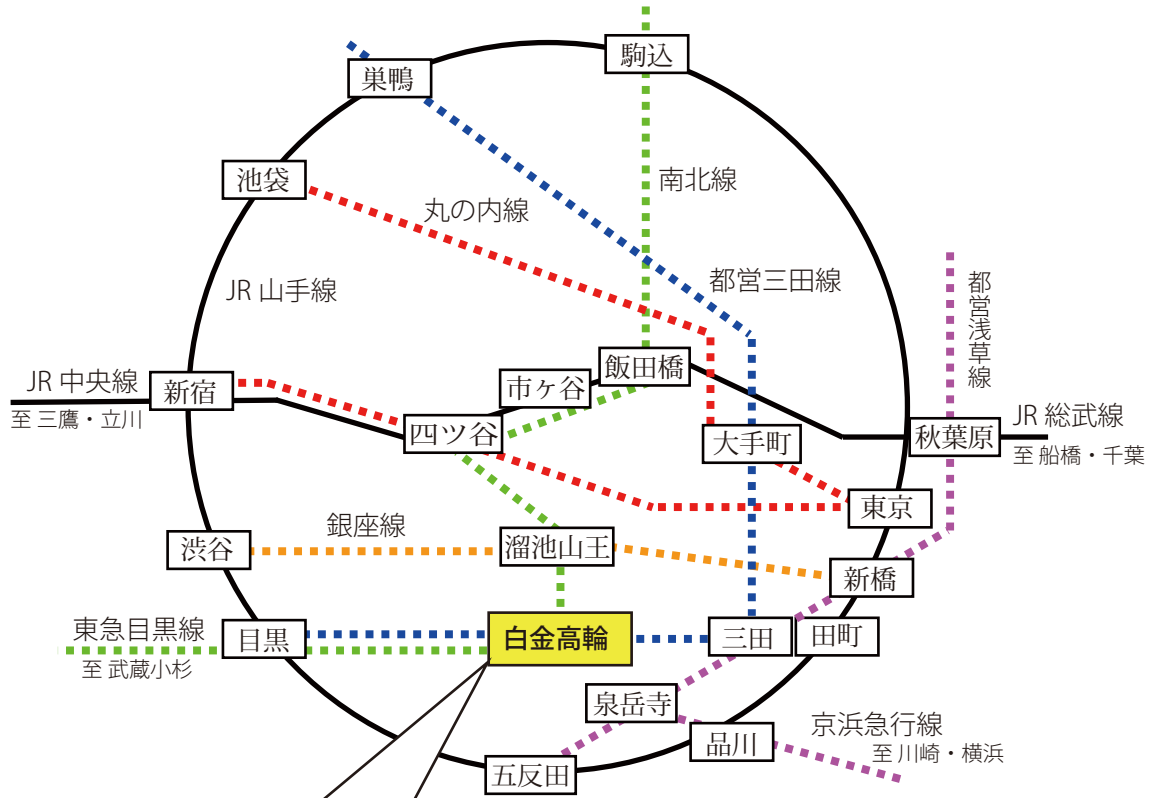 駒込
巣鴨
池袋
南北線
丸の内線
都営三田線
JR 山手線
都営浅草線
飯田橋
JR 中央線
新宿
市ヶ谷
至 三鷹・立川
四ツ谷
大手町
秋葉原
JR 総武線
至 船橋・千葉
東京
銀座線
渋谷
溜池山王
新橋
東急目黒線
目黒
白金高輪
三田
田町
至 武蔵小杉
泉岳寺
京浜急行線
品川
至 川崎・横浜
五反田